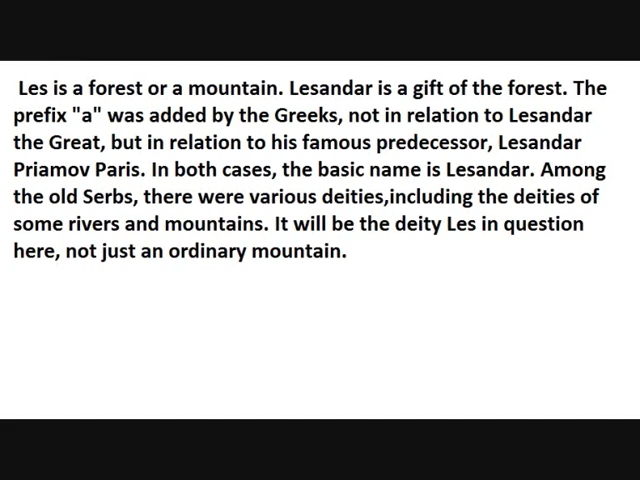 Les is a forest or a mountain. Lesandar is a gift of the forest. The
prefix "a" was added by the Greeks, not in relation to Lesandar
the Great, but in relation to his famous predecessor, Lesandar
Priamov Paris. In both cases, the basic name is Lesandar. Among
the old Serbs, there were various deities,including the deities of
some rivers and mountains. It will be the deity Les in question
here, not just an ordinary mountain.